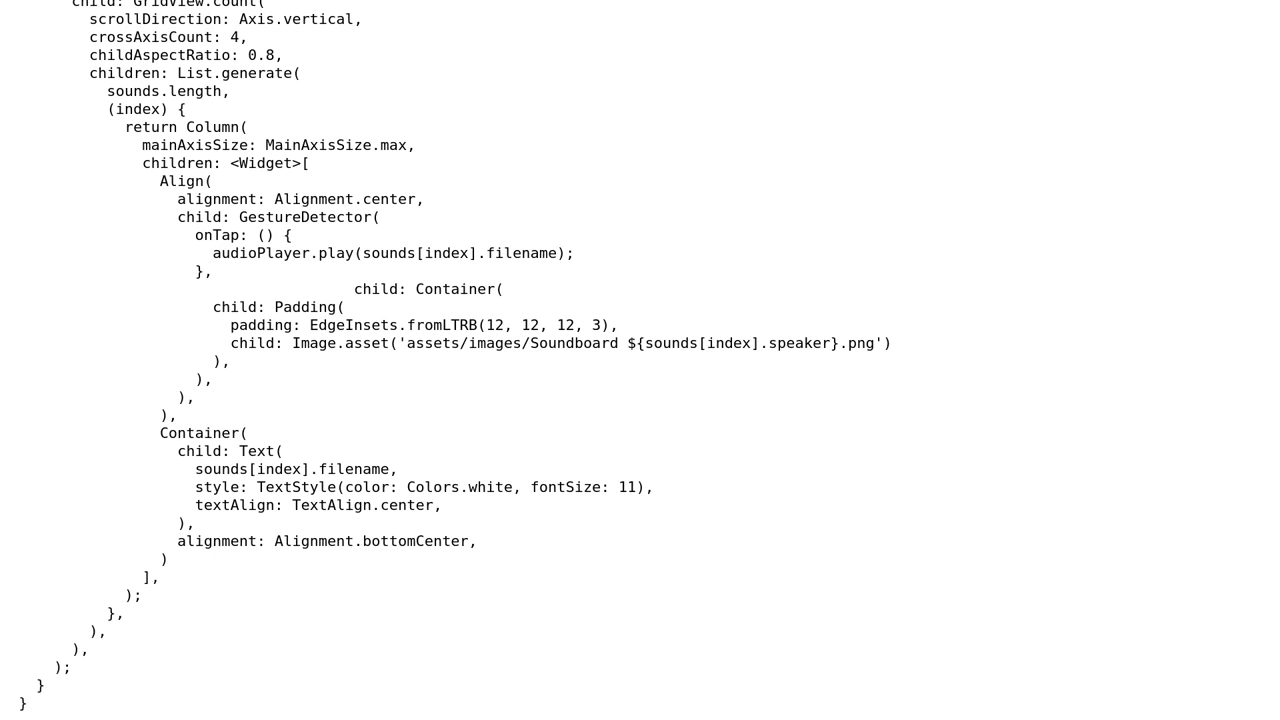 child: GridView.count(
scrollDirection: Axis.vertical,
crossAxisCount: 4,
childAspectRatio: 0.8,
children: List.generate(
sounds.length,
(index) {
return Column(
mainAxisSize: MainAxisSize.max,
children: <Widget>[
Align(
alignment: Alignment.center,
child: GestureDetector(
onTap: () {
audioPlayer.play(sounds[index].filename);
},
child: Container(
child: Padding(
padding: EdgeInsets.fromLTRB(12, 12, 12, 3),
child: Image.asset('assets/images/Soundboard ${sounds[index].speaker}.png')
),
),
),
),
Container(
child: Text(
sounds[index].filename,
style: TextStyle(color: Colors.white, fontSize: 11),
textAlign: TextAlign.center,
),
alignment: Alignment.bottomCenter,
)
],
);
},
),
),
);
}
}